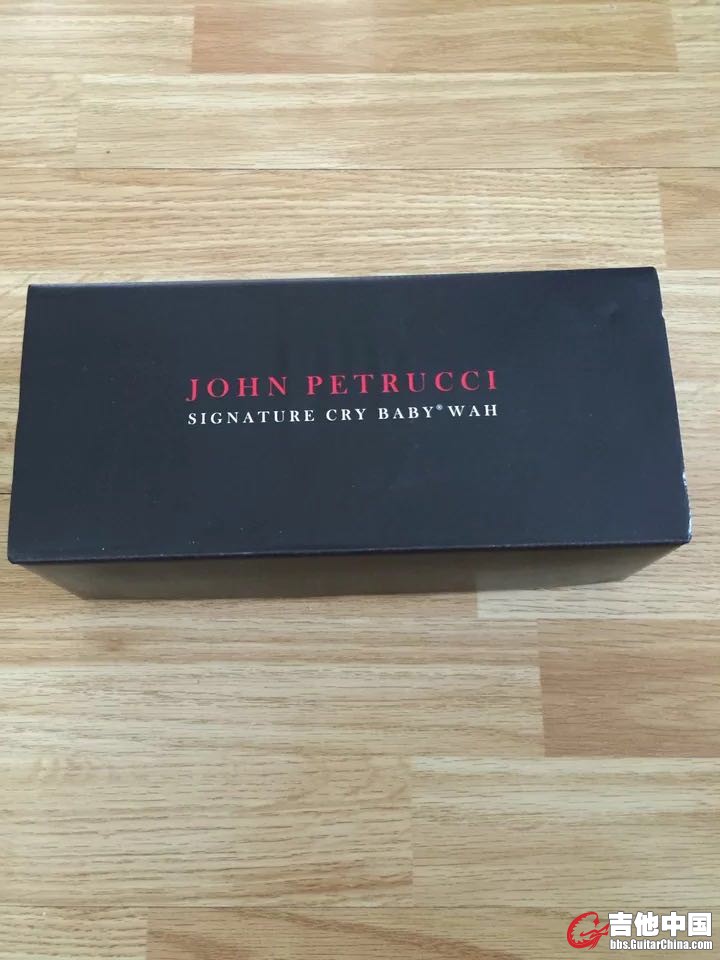 JOHN PETRUCCI
SIGNATURE CRY BABY® WAH
吉他中国
bbs.GuitarChina.com